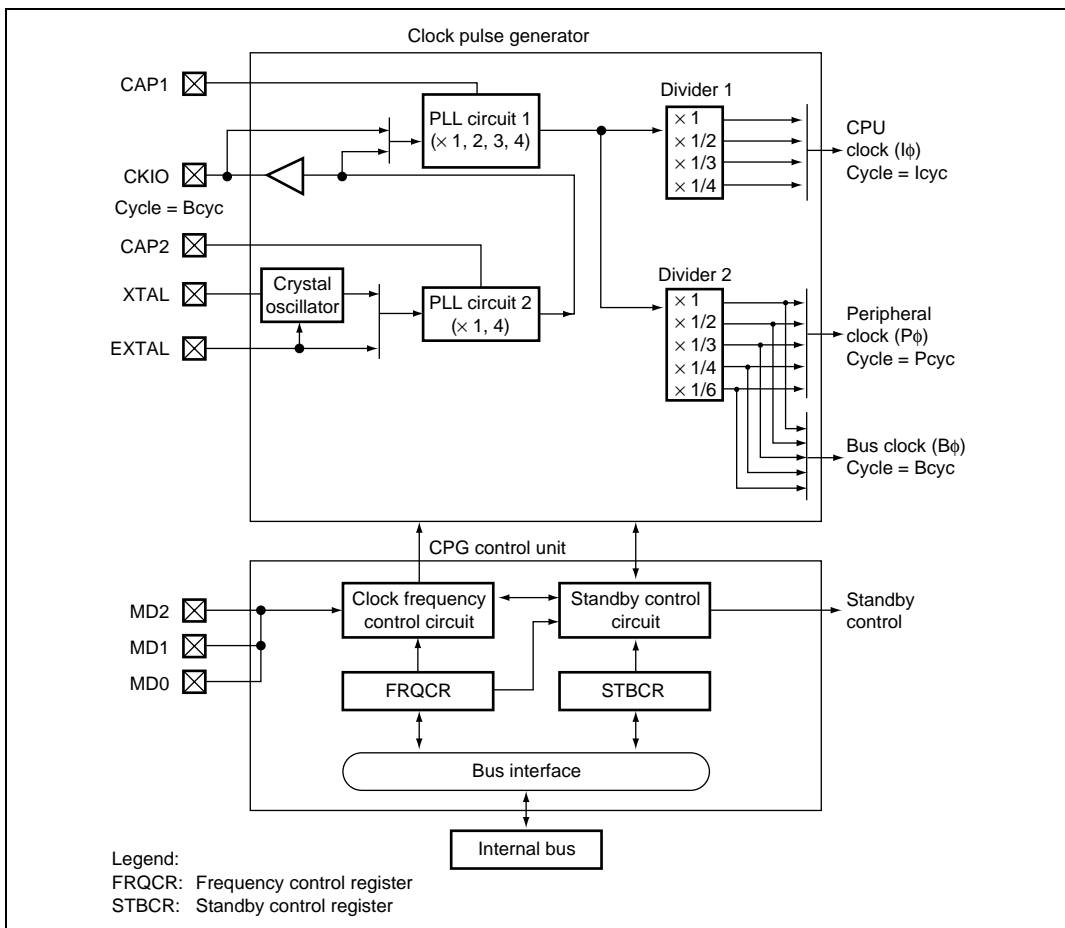 Clock pulse generator
CAP1
CKIO
Cycle = Bcyc
CAP2
XTAL
EXTAL
Crystal
oscillator
PLL circuit 1
(× 1, 2, 3, 4)
PLL circuit 2
(× 1, 4)
Divider 1
× 1
× 1/2
× 1/3
× 1/4
CPU
clock (Iϕ)
Cycle = Icyc
Divider 2
× 1
× 1/2
× 1/3
× 1/4
× 1/6
Peripheral
clock (Pϕ)
Cycle = Pcyc
Bus clock (Bϕ)
Cycle = Bcyc
CPG control unit
MD2
MD1
MD0
Clock frequency
control circuit
Standby control
circuit
Standby
control
FRQCR
STBCR
Bus interface
Internal bus
Legend:
FRQCR: Frequency control register
STBCR: Standby control register